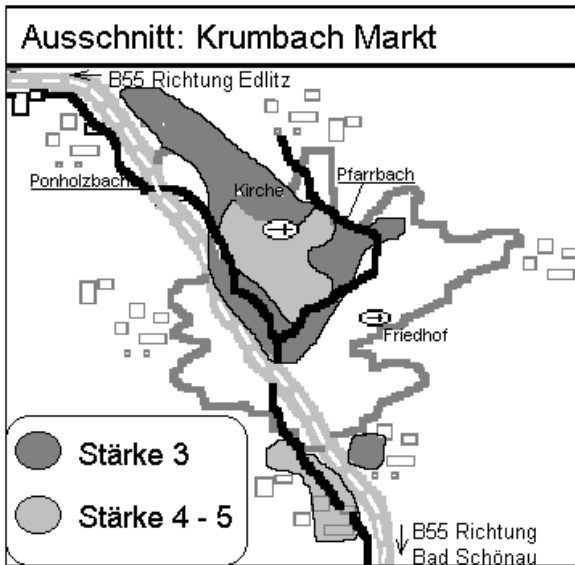 Ausschnitt: Krumbach Markt
B55 Richtung Edlitz
Ponholzbach
Kirche
Pfarrbach
Friedhof
Stärke 3
Stärke 4 - 5
B55 Richtung
Bad Schönau